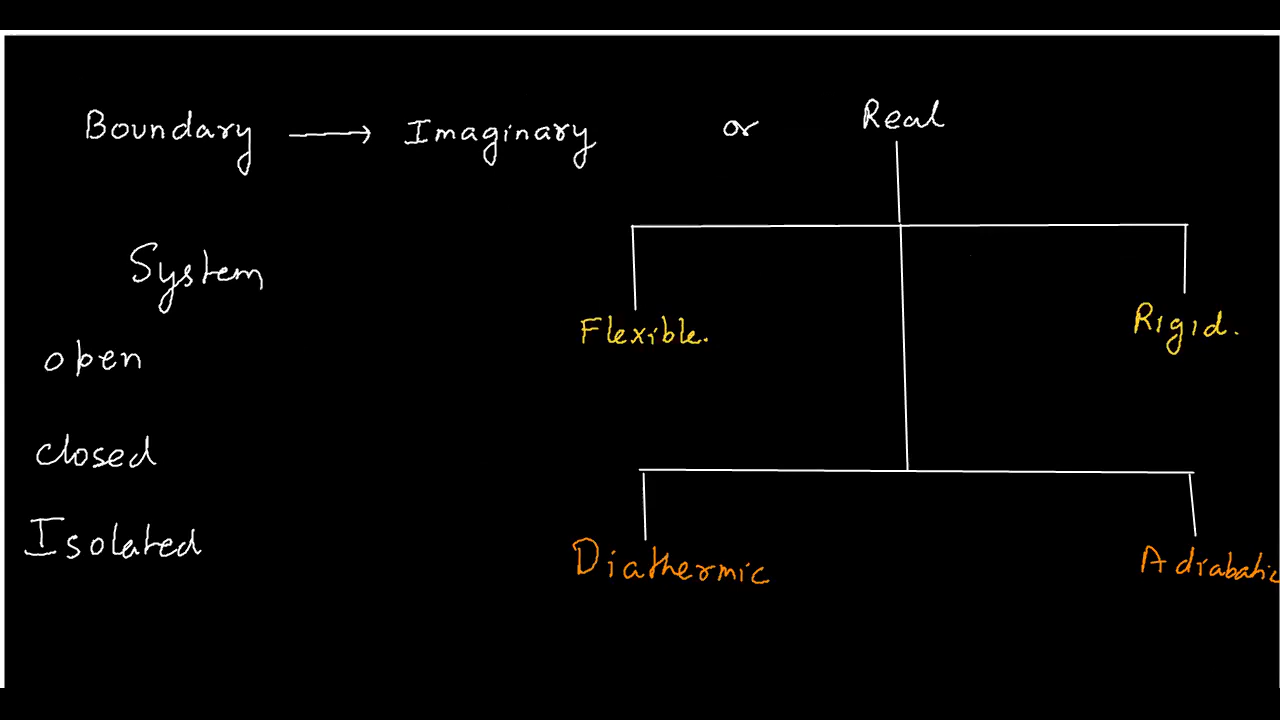 Boundary → Imaginary or Real
System
Flexible. Rigid.
open
closed
Isolated
Diathermic Adiabatic